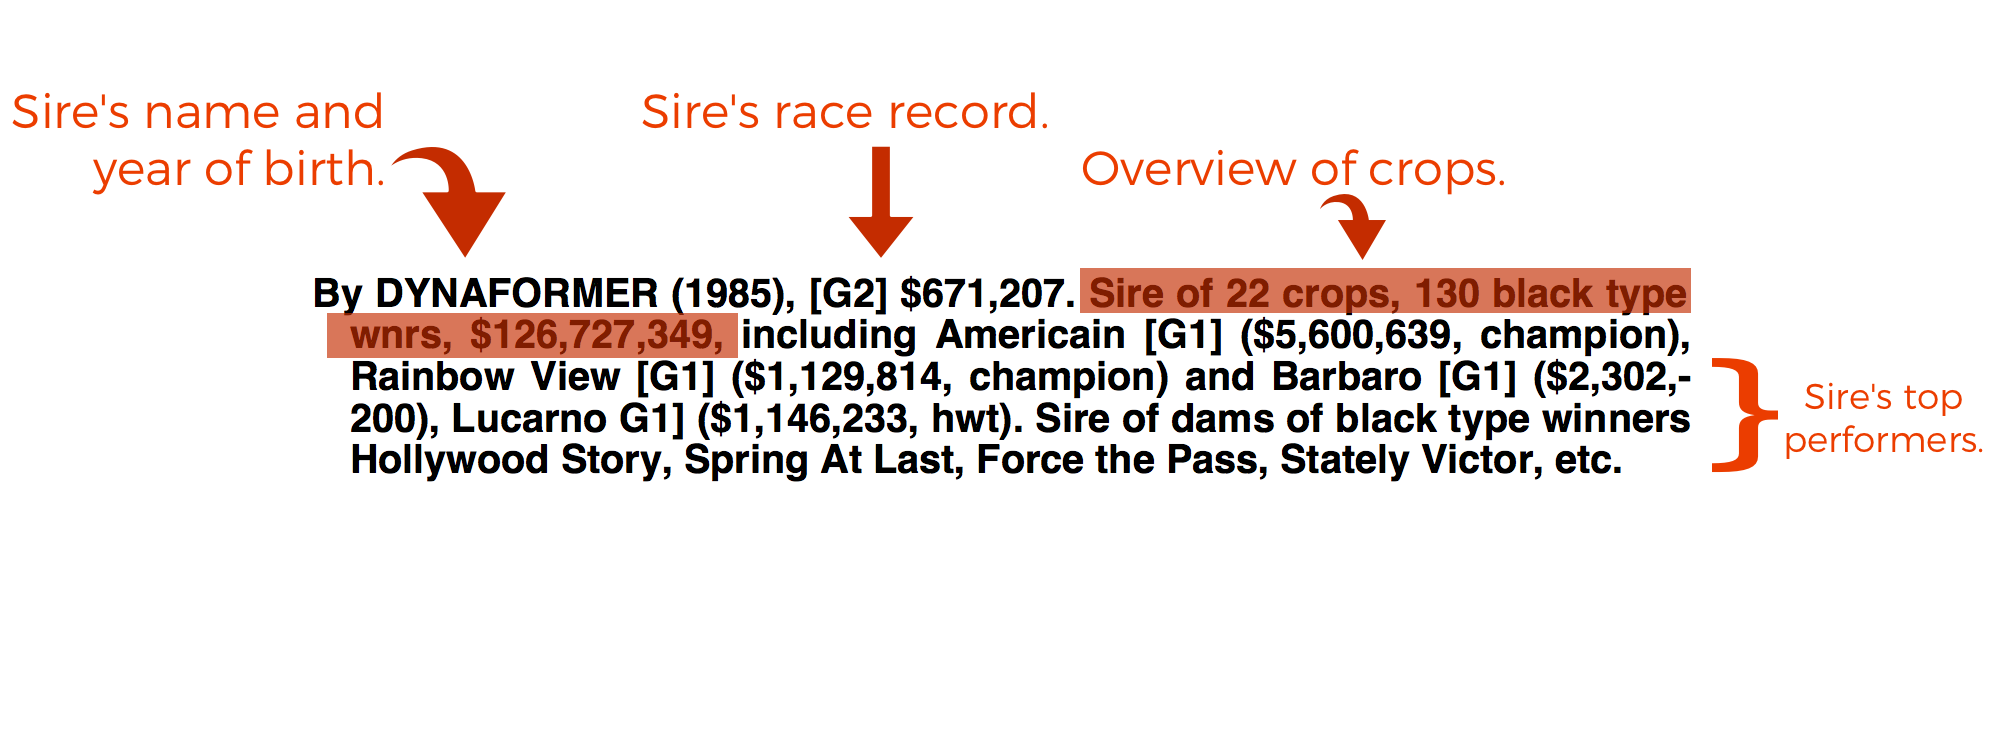 Sire's name and
year of birth.
Sire's race record.
Overview of crops.
By DYNAFORMER (1985), [G2] $671,207. Sire of 22 crops, 130 black type
wnrs, $126,727,349, including Americain [G1] ($5,600,639, champion),
Rainbow View [G1] ($1,129,814, champion) and Barbaro [G1] ($2,302,-
200), Lucarno G1] ($1,146,233, hwt). Sire of dams of black type winners
Hollywood Story, Spring At Last, Force the Pass, Stately Victor, etc.
Sire's top
performers.